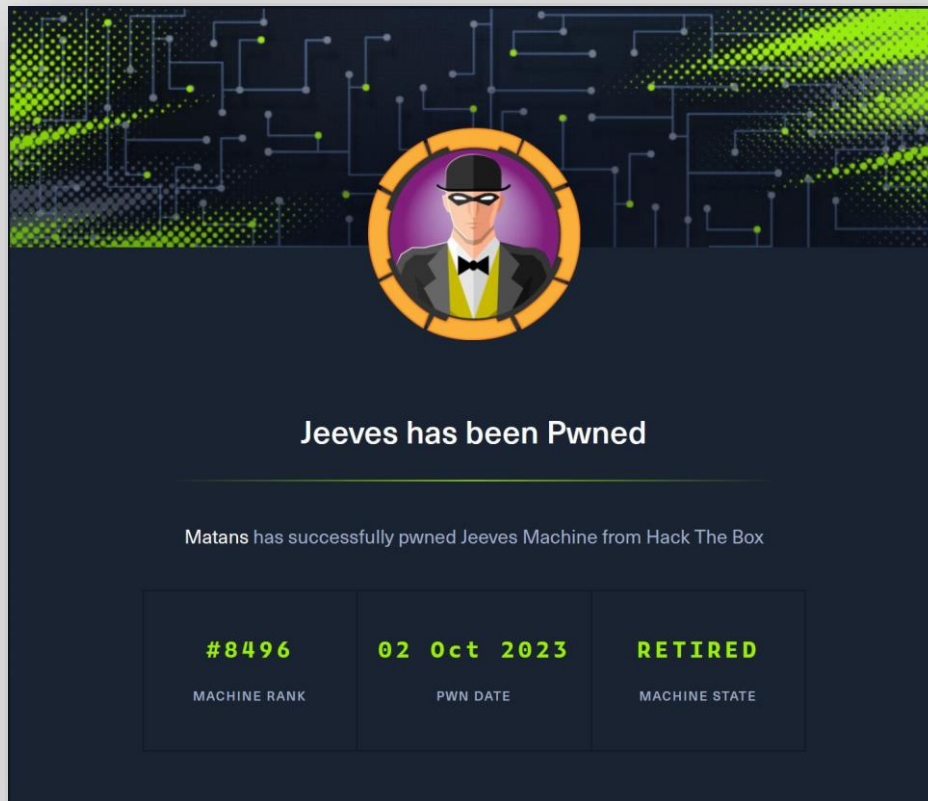 Jeeves has been Pwned
Matans has successfully pwned Jeeves Machine from Hack The Box
#8496
02 Oct 2023
RETIRED
MACHINE RANK
PWN DATE
MACHINE STATE